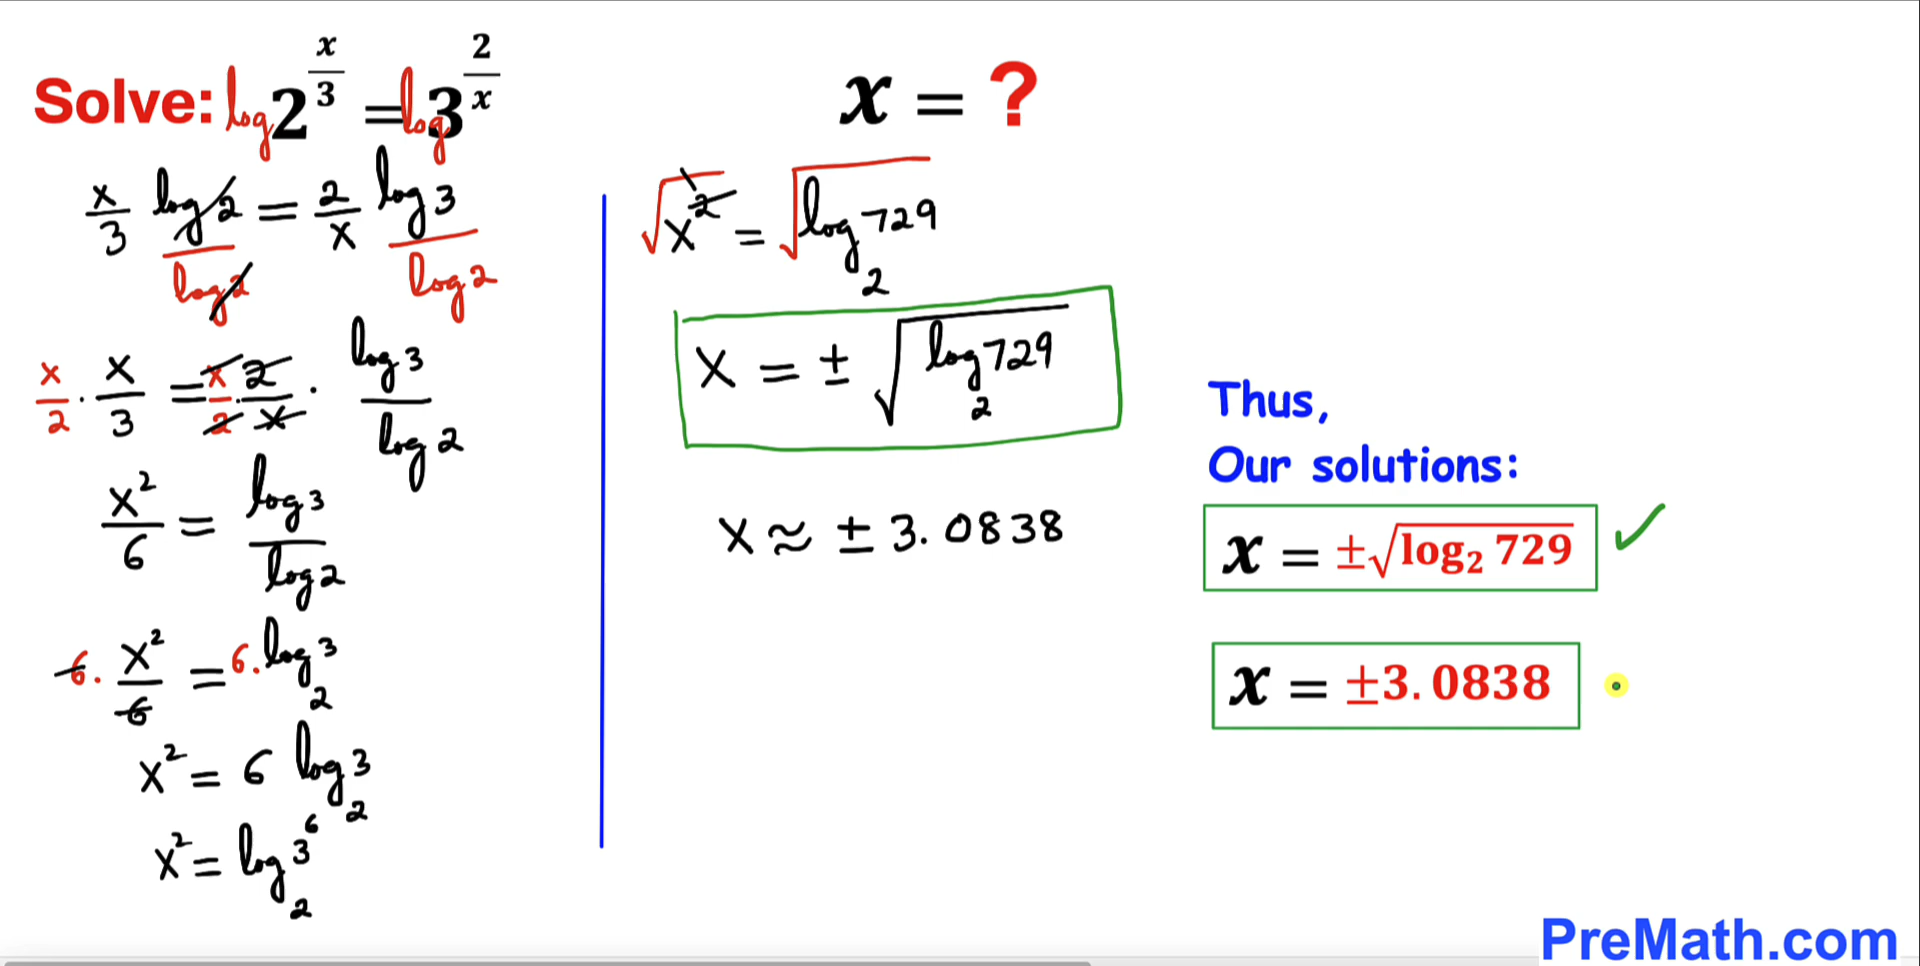 Solve: log 2^(x/3) = log 3^(2/x)
x/3 log 2 / log 2 = 2/x log 3 / log 2
x/2 · x/3 = x/2 · 2/x · log 3 / log 2
x²/6 = log 3 / log 2
6 · x²/6 = 6 · log₂ 3
x² = 6 log₂ 3
x² = log₂ 3⁶
x = ?
√x² = √log₂ 729
x = ± √log₂ 729
x ≈ ± 3.0838
Thus,
Our solutions:
x = ±√log₂ 729
x = ±3.0838
PreMath.com